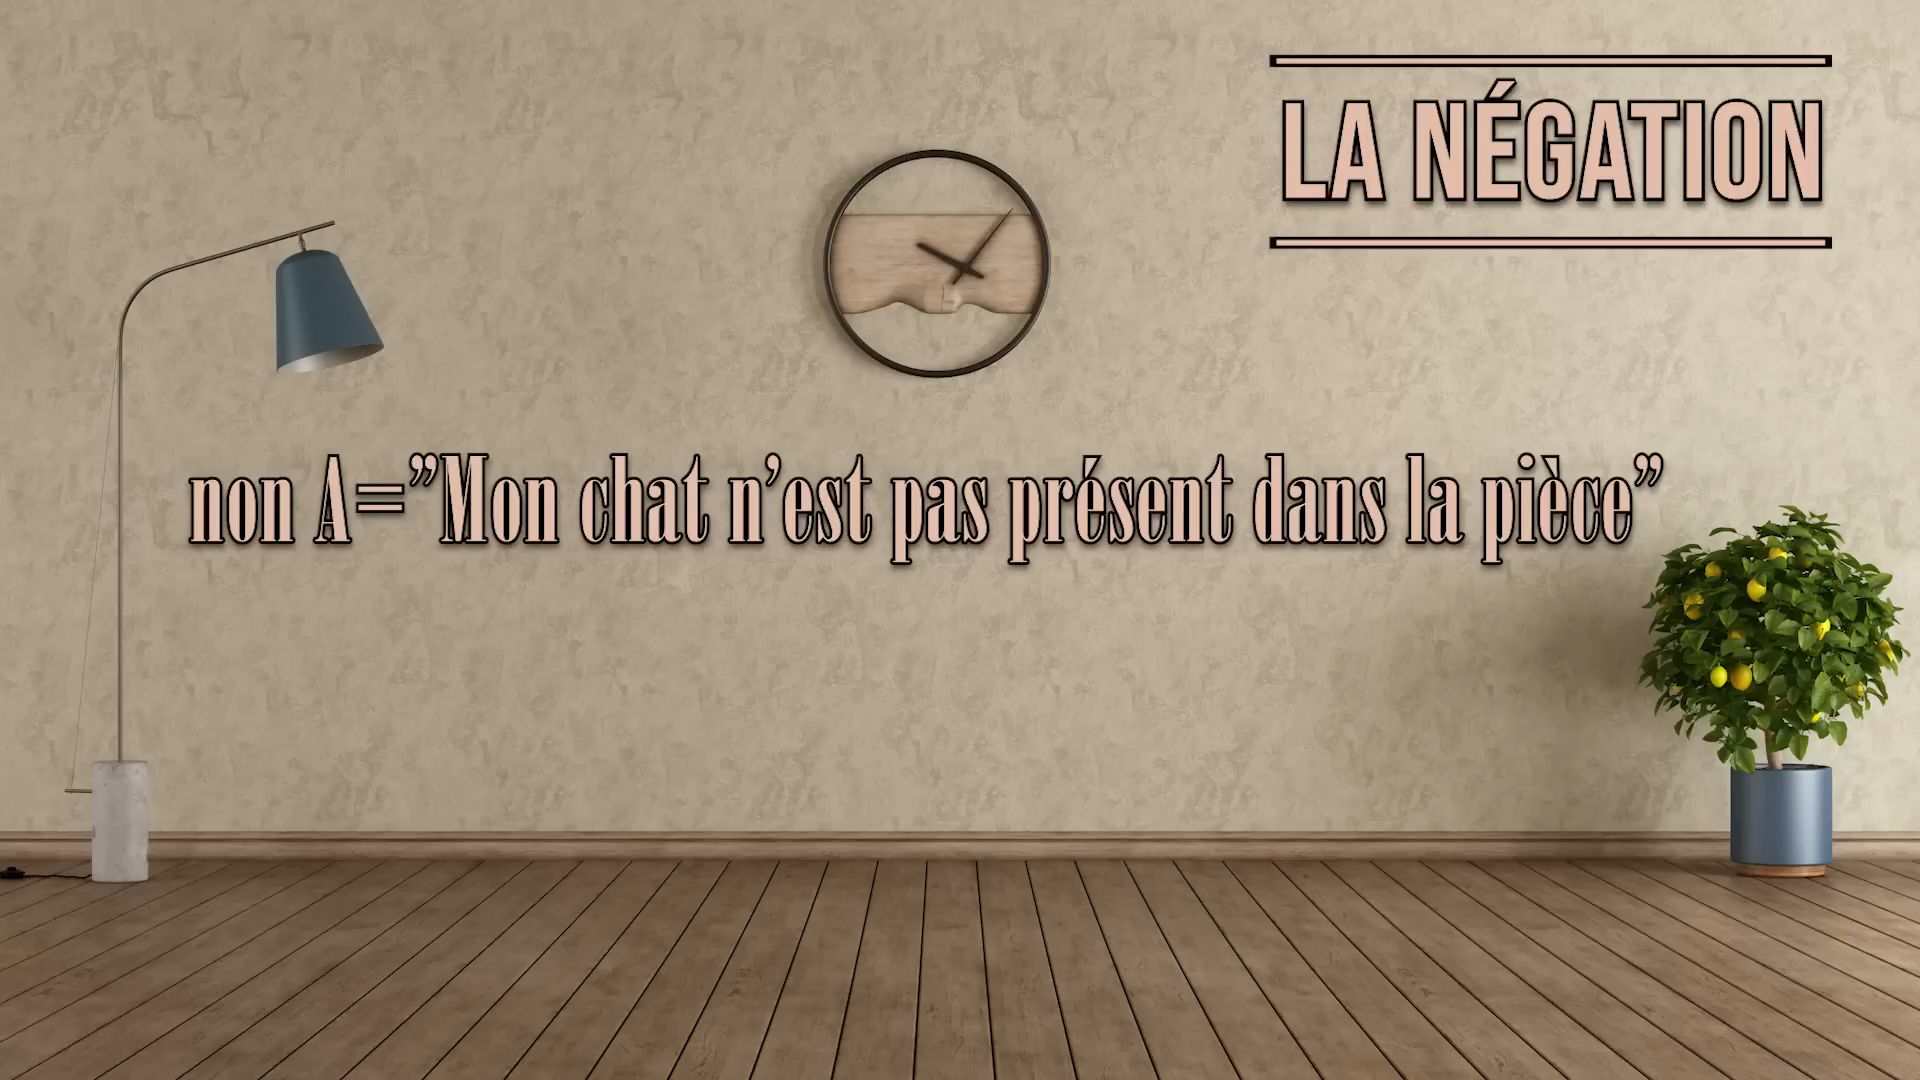 LA NÉGATION
non A=”Mon chat n’est pas présent dans la pièce”